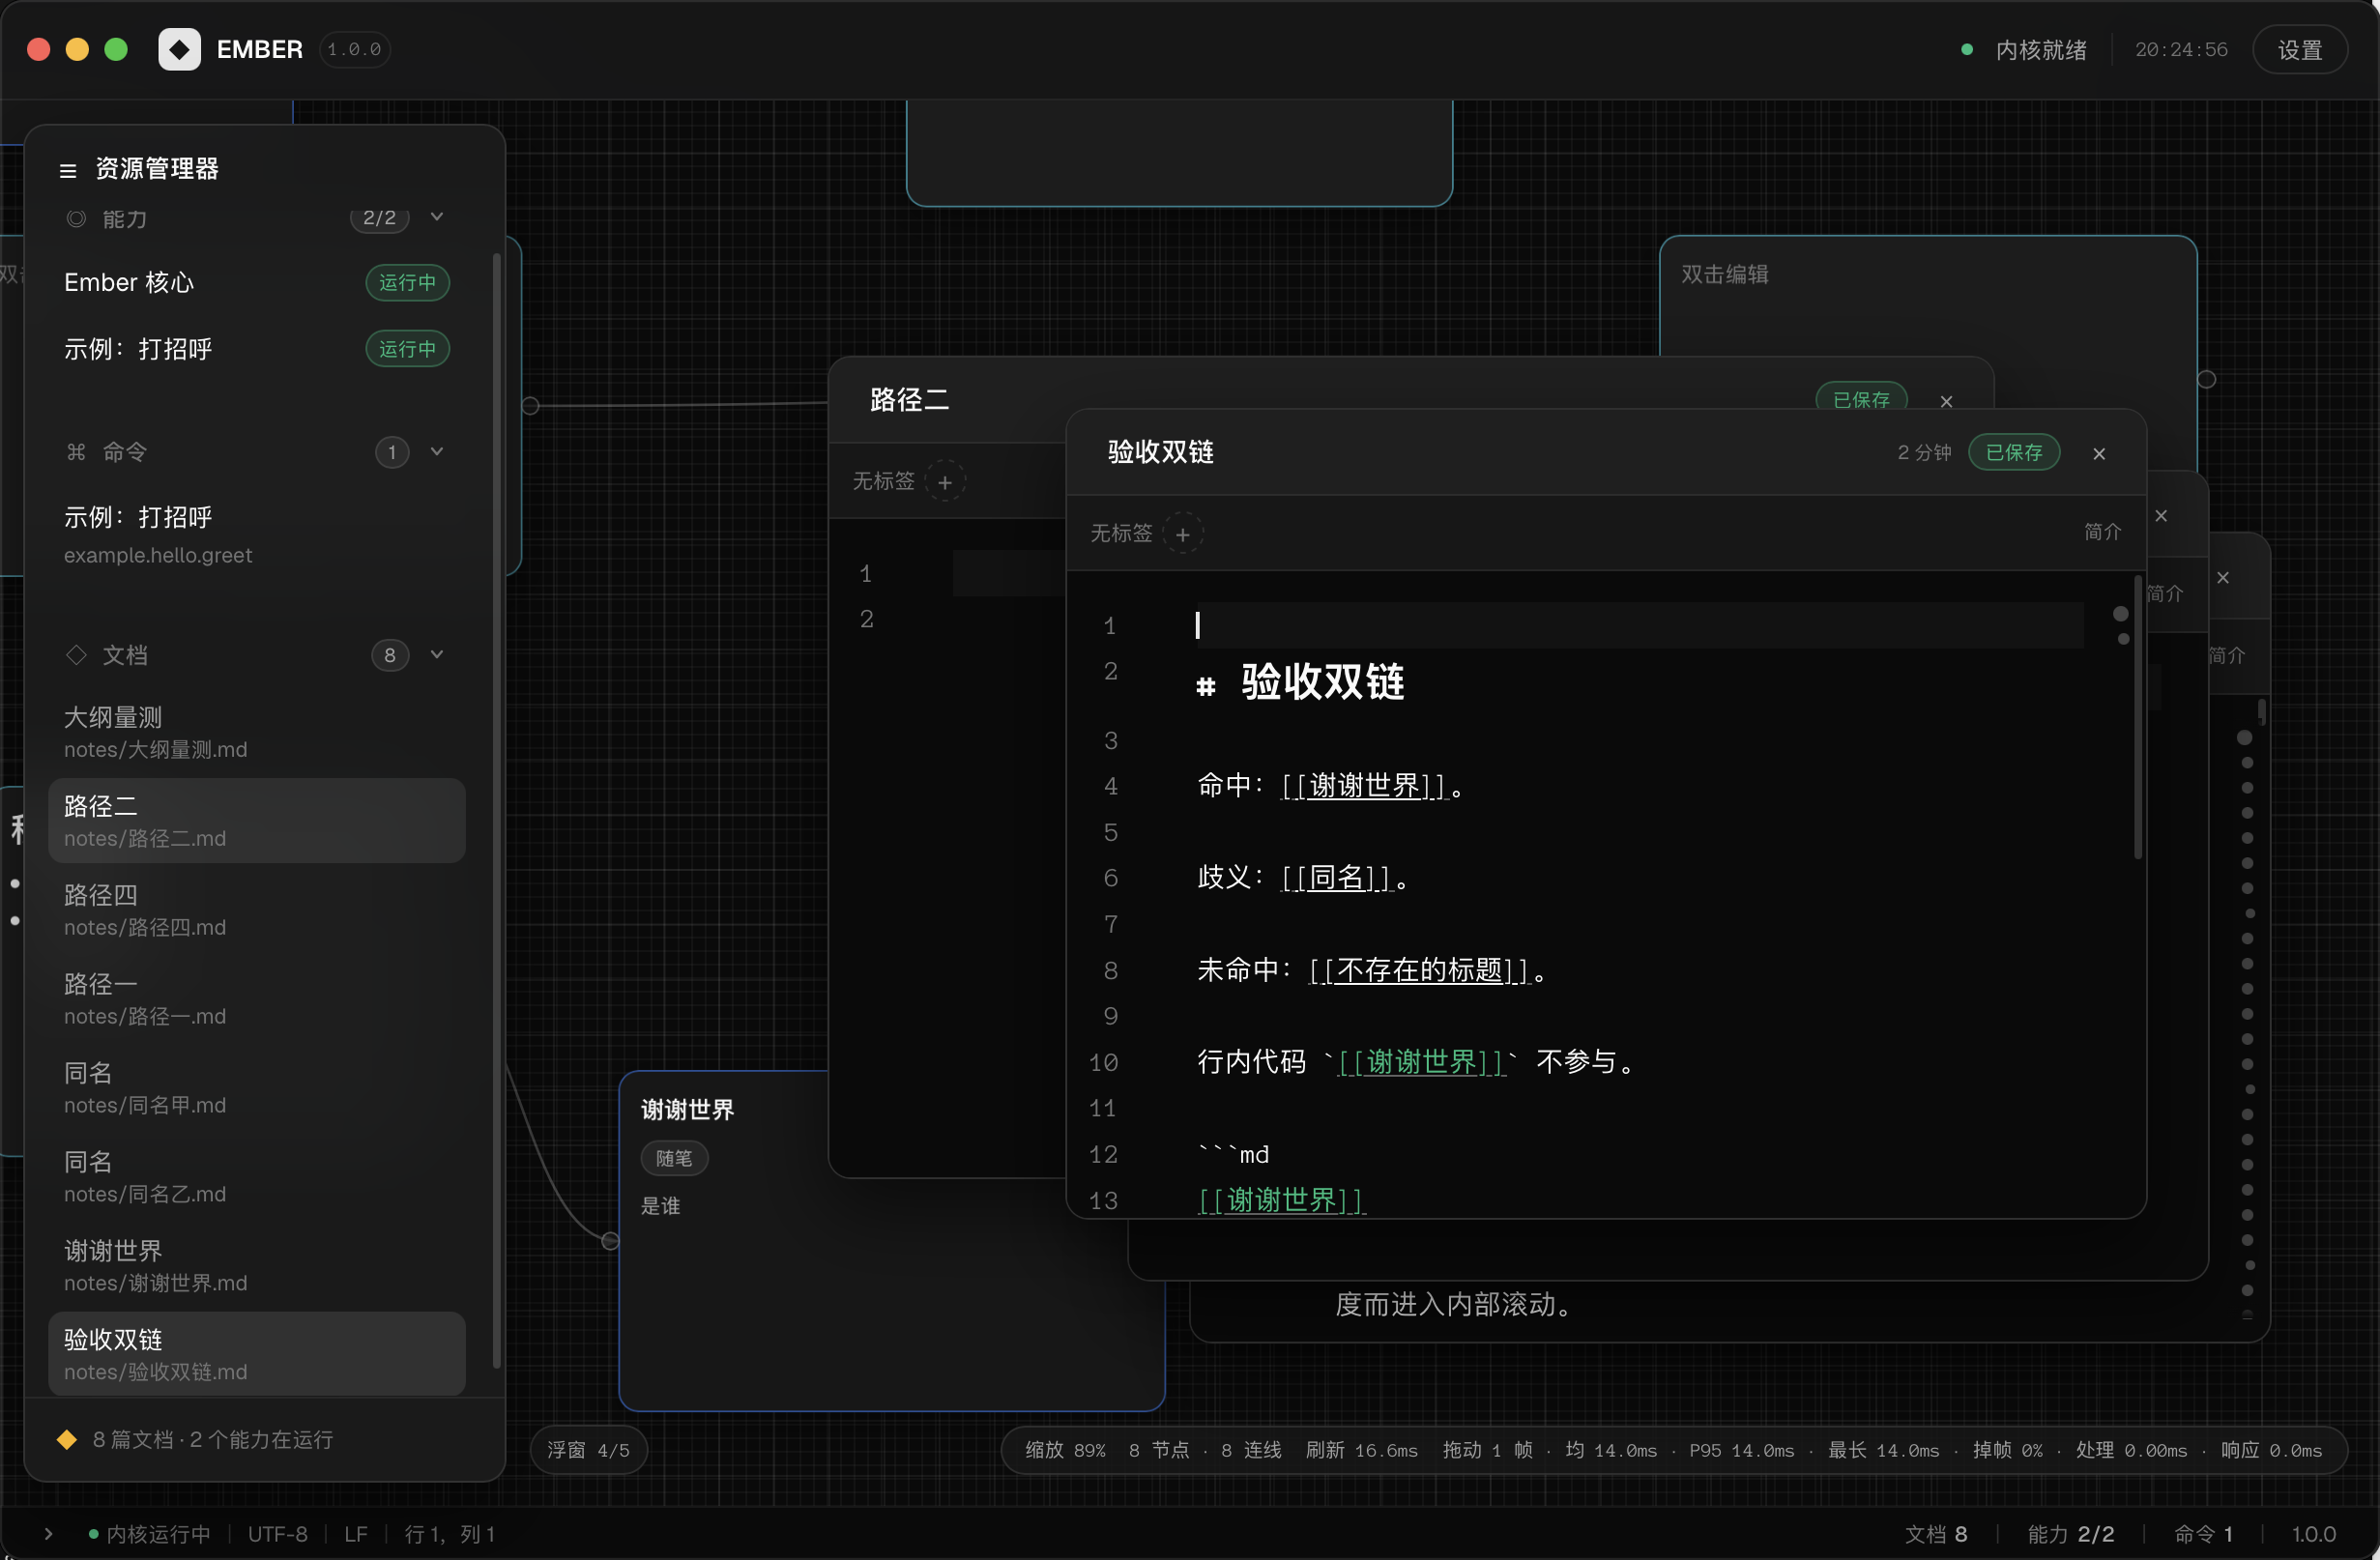 EMBER 1.0.0
内核就绪 20:24:56 设置
资源管理器
能力 2/2
Ember 核心 运行中
示例：打招呼 运行中
命令 1
示例：打招呼
example.hello.greet
文档 8
大纲量测
notes/大纲量测.md
路径二
notes/路径二.md
路径四
notes/路径四.md
路径一
notes/路径一.md
同名
notes/同名甲.md
同名
notes/同名乙.md
谢谢世界
notes/谢谢世界.md
验收双链
notes/验收双链.md
8 篇文档 · 2 个能力在运行
双击编辑
路径二 已保存 ×
无标签 +
1
2
验收双链 2 分钟 已保存 ×
无标签 + 简介
1
2 # 验收双链
3
4 命中：[[谢谢世界]]。
5
6 歧义：[[同名]]。
7
8 未命中：[[不存在的标题]]。
9
10 行内代码 `[[谢谢世界]]` 不参与。
11
12 ```md
13 [[谢谢世界]]
×
简介
×
简介
度而进入内部滚动。
谢谢世界
随笔
是谁
浮窗 4/5
缩放 89% 8 节点 · 8 连线 刷新 16.6ms 拖动 1 帧 · 均 14.0ms · P95 14.0ms · 最长 14.0ms · 掉帧 0% · 处理 0.00ms · 响应 0.0ms
内核运行中 UTF-8 LF 行 1，列 1
文档 8 能力 2/2 命令 1 1.0.0